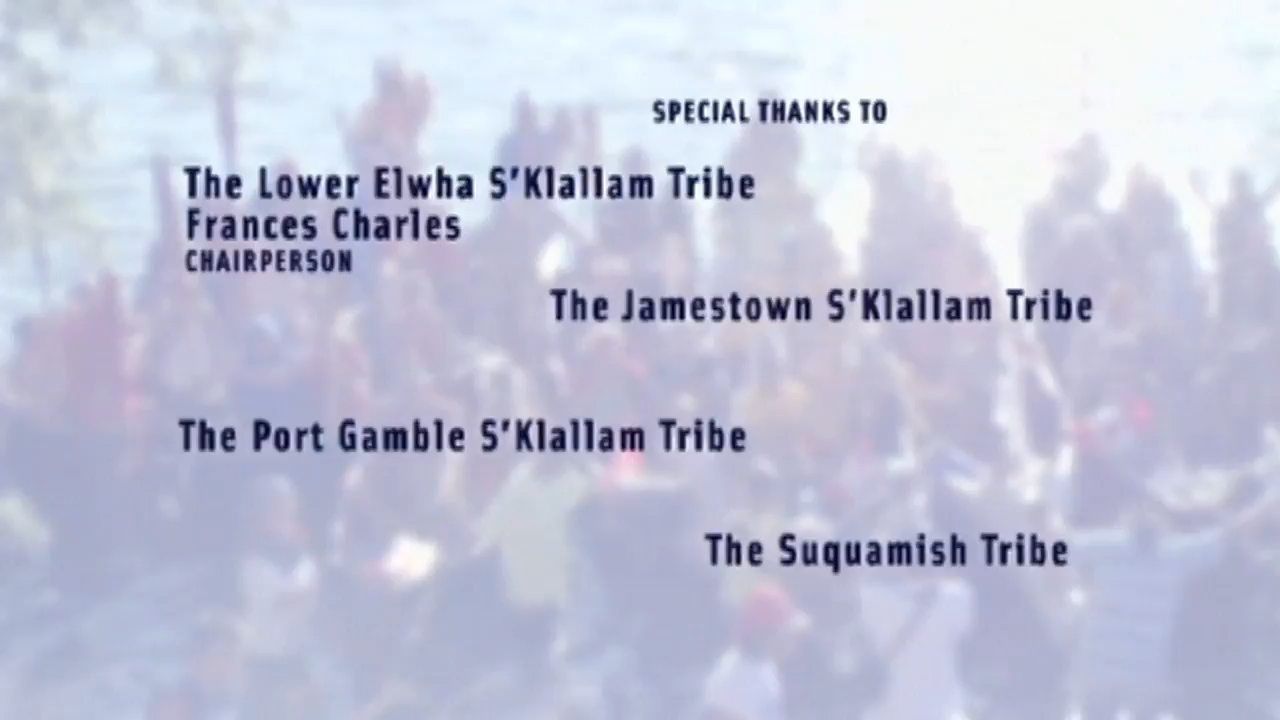 SPECIAL THANKS TO
The Lower Elwha S'Klallam Tribe
Frances Charles
CHAIRPERSON
The Jamestown S'Klallam Tribe
The Port Gamble S'Klallam Tribe
The Suquamish Tribe